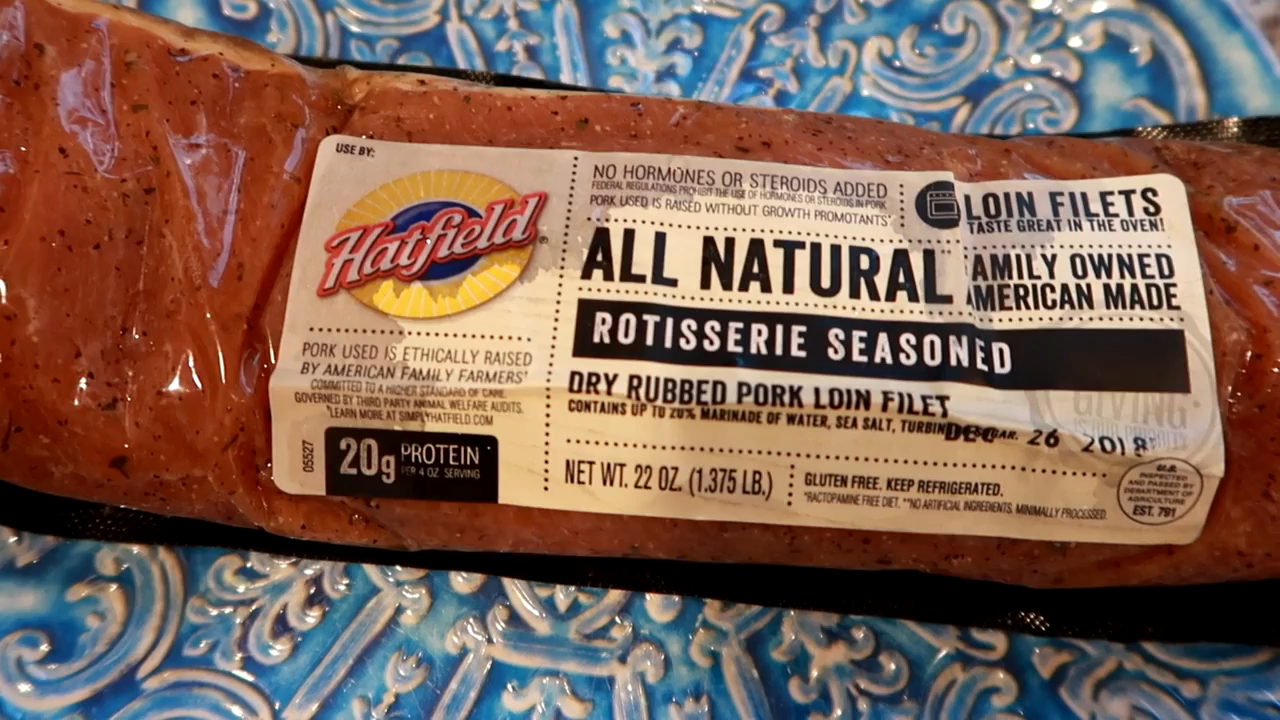 USE BY:
Hatfield®
PORK USED IS ETHICALLY RAISED
BY AMERICAN FAMILY FARMERS†
COMMITTED TO A HIGHER STANDARD OF CARE.
GOVERNED BY THIRD PARTY ANIMAL WELFARE AUDITS.
†LEARN MORE AT SIMPLYHATFIELD.COM
05527
20g PROTEIN
PER 4 OZ. SERVING
NO HORMONES OR STEROIDS ADDED
FEDERAL REGULATIONS PROHIBIT THE USE OF HORMONES OR STEROIDS IN PORK
PORK USED IS RAISED WITHOUT GROWTH PROMOTANTS*
LOIN FILETS
TASTE GREAT IN THE OVEN!
ALL NATURAL**
AMILY OWNED
MERICAN MADE
ROTISSERIE SEASONED
DRY RUBBED PORK LOIN FILET
CONTAINS UP TO 20% MARINADE OF WATER, SEA SALT, TURBIN
DEC 26 2018
NET WT. 22 OZ. (1.375 LB.)
GLUTEN FREE. KEEP REFRIGERATED.
*RACTOPAMINE FREE DIET. **NO ARTIFICIAL INGREDIENTS. MINIMALLY PROCESSED.
U.S.
INSPECTED
AND PASSED BY
DEPARTMENT OF
AGRICULTURE
EST. 791